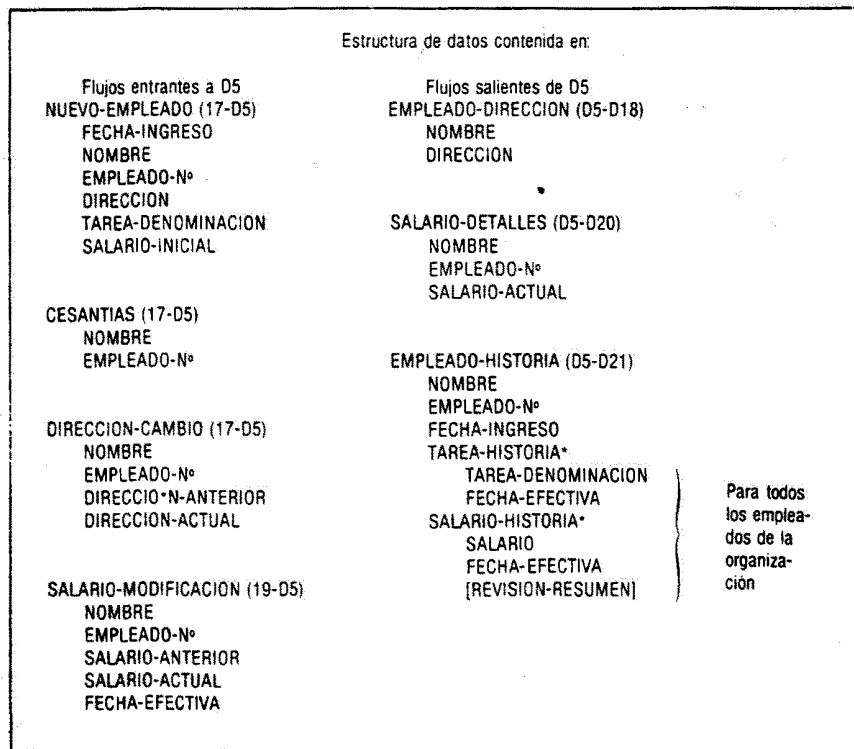 Estructura de datos contenida en:
Flujos entrantes a D5
NUEVO-EMPLEADO (17-D5)
FECHA-INGRESO
NOMBRE
EMPLEADO-Nº
DIRECCION
TAREA-DENOMINACION
SALARIO-INICIAL
CESANTIAS (17-D5)
NOMBRE
EMPLEADO-Nº
DIRECCION-CAMBIO (17-D5)
NOMBRE
EMPLEADO-Nº
DIRECCIO*N-ANTERIOR
DIRECCION-ACTUAL
SALARIO-MODIFICACION (19-D5)
NOMBRE
EMPLEADO-Nº
SALARIO-ANTERIOR
SALARIO-ACTUAL
FECHA-EFECTIVA
Flujos salientes de D5
EMPLEADO-DIRECCION (D5-D18)
NOMBRE
DIRECCION
SALARIO-DETALLES (D5-D20)
NOMBRE
EMPLEADO-Nº
SALARIO-ACTUAL
EMPLEADO-HISTORIA (D5-D21)
NOMBRE
EMPLEADO-Nº
FECHA-INGRESO
TAREA-HISTORIA*
TAREA-DENOMINACION
FECHA-EFECTIVA
SALARIO-HISTORIA*
SALARIO
FECHA-EFECTIVA
[REVISION-RESUMEN]
Para todos
los emplea-
dos de la
organiza-
ción